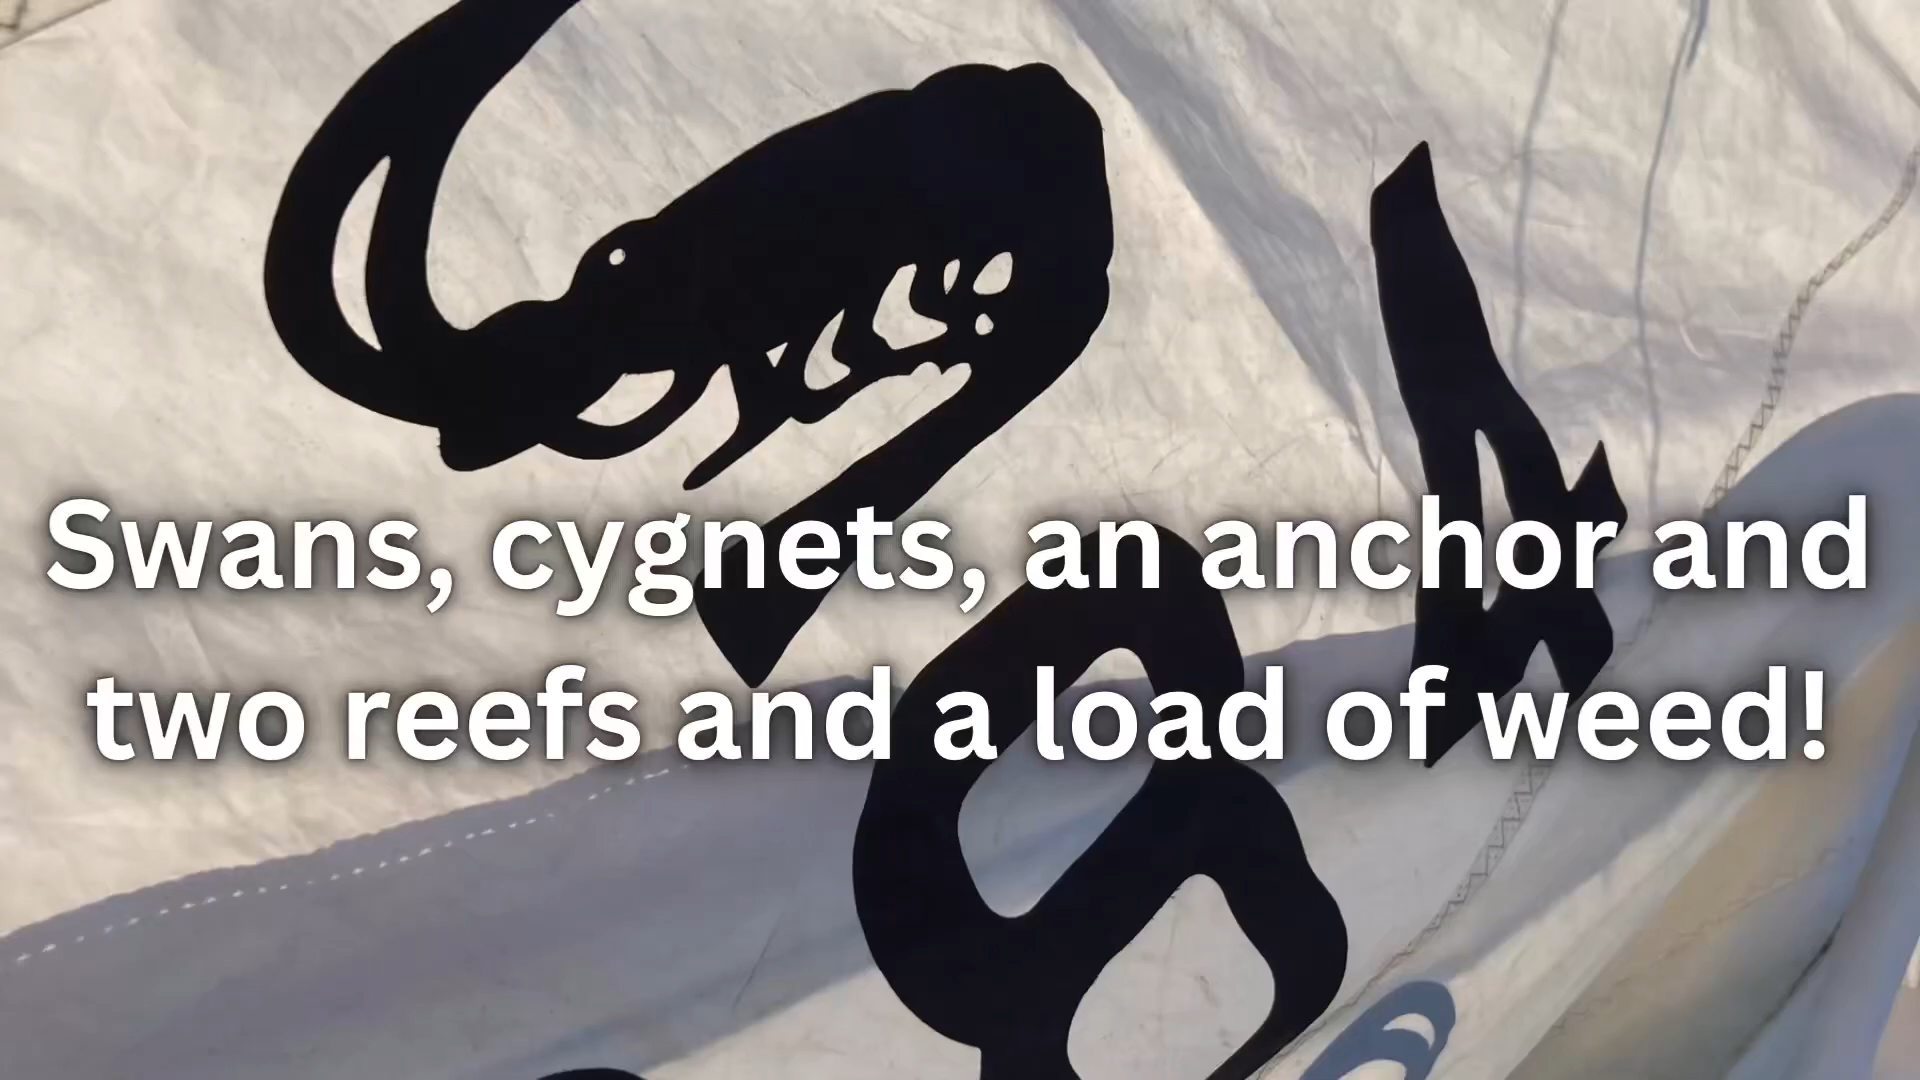 Swans, cygnets, an anchor and
two reefs and a load of weed!